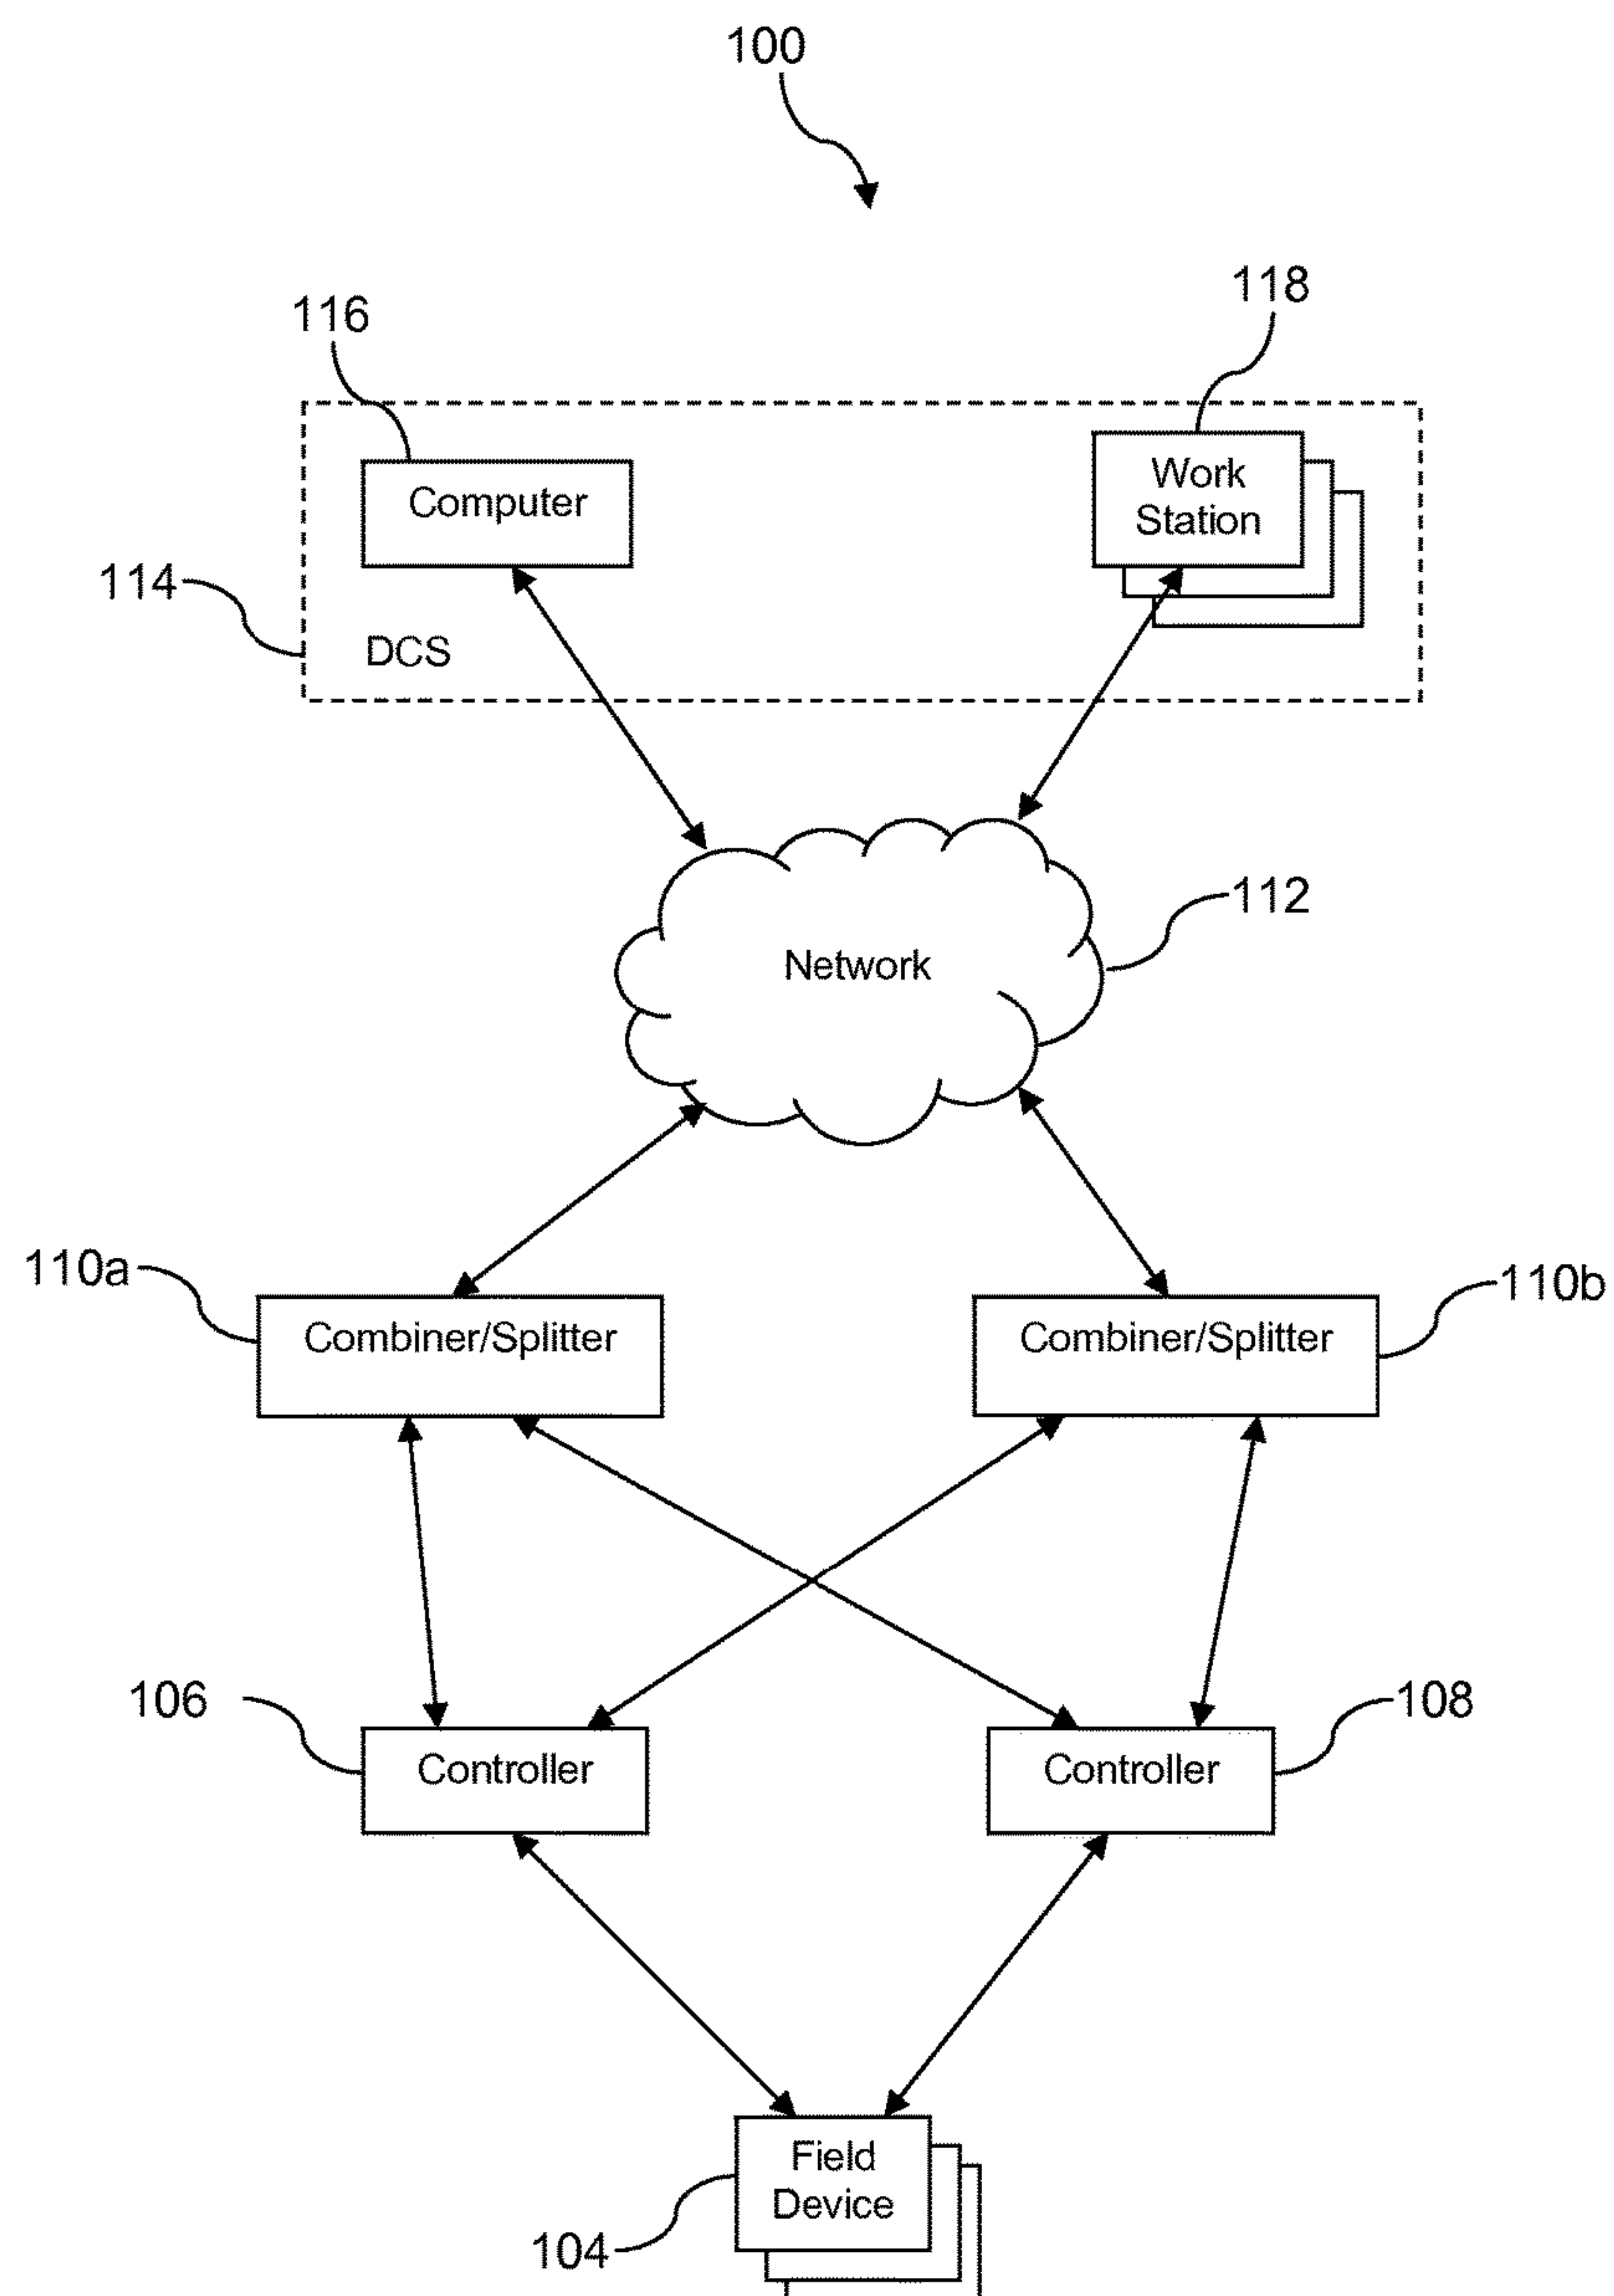 100
116
118
Computer
Work
Station
114
DCS
112
Network
110a
110b
Combiner/Splitter
Combiner/Splitter
106
108
Controller
Controller
Field
Device
104